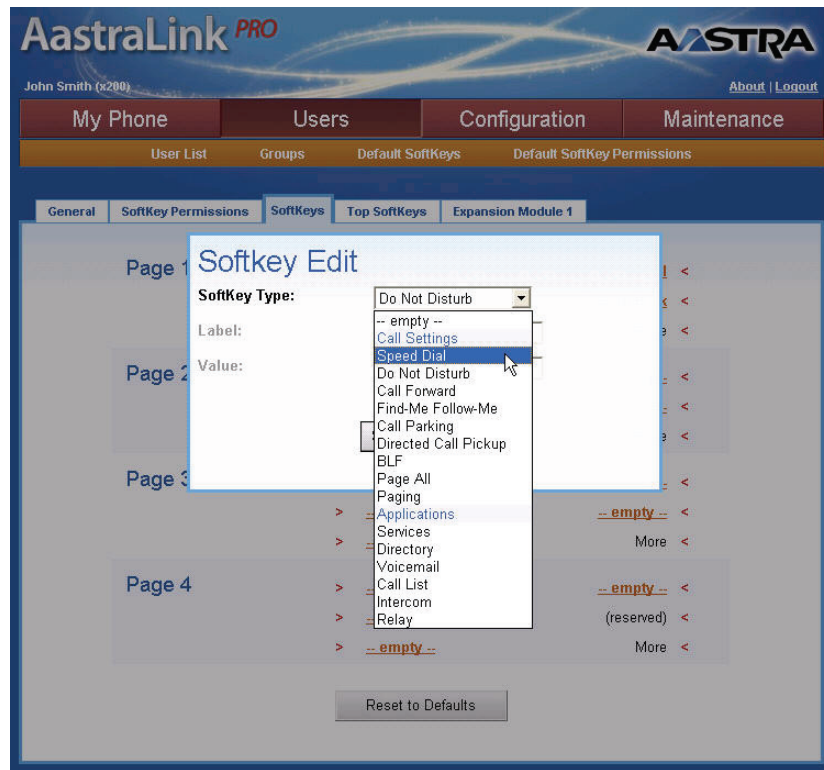 AastraLink PRO
AASTRA
John Smith (x200)
About | Logout
My Phone Users Configuration Maintenance
User List Groups Default SoftKeys Default SoftKey Permissions
General SoftKey Permissions SoftKeys Top SoftKeys Expansion Module 1
Page 1
<
<
<
Softkey Edit
SoftKey Type: Do Not Disturb
Label:
Value:
-- empty --
Call Settings
Speed Dial
Do Not Disturb
Call Forward
Find-Me Follow-Me
Call Parking
Directed Call Pickup
BLF
Page All
Paging
Applications
Services
Directory
Voicemail
Call List
Intercom
Relay
Page 2
<
<
<
Page 3
<
> -- empty -- <
> More <
Page 4
> -- empty -- <
> (reserved) <
> -- empty -- More <
Reset to Defaults